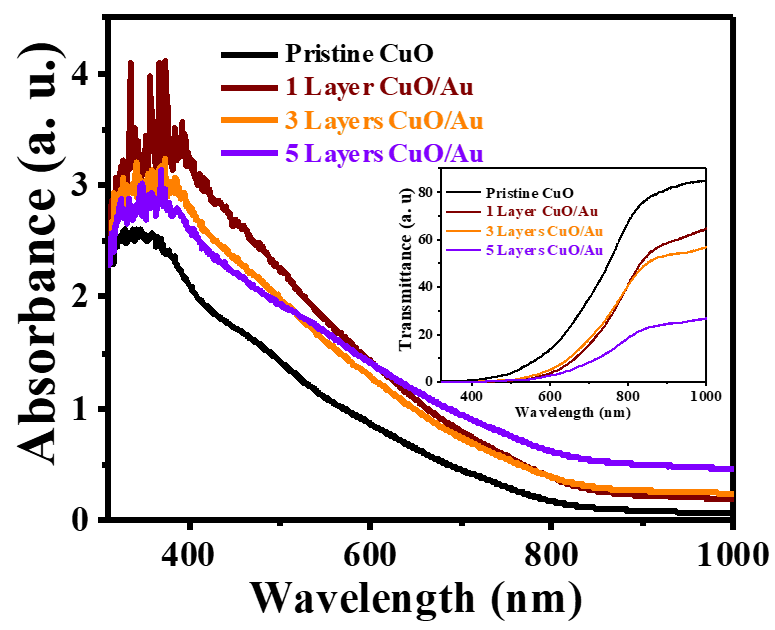 Pristine CuO
1 Layer CuO/Au
3 Layers CuO/Au
5 Layers CuO/Au
Absorbance (a. u.)
4
3
2
1
0
400
600
800
1000
Wavelength (nm)
Pristine CuO
1 Layer CuO/Au
3 Layers CuO/Au
5 Layers CuO/Au
Transmittance (a. u)
80
60
40
20
0
400
600
800
1000
Wavelength (nm)